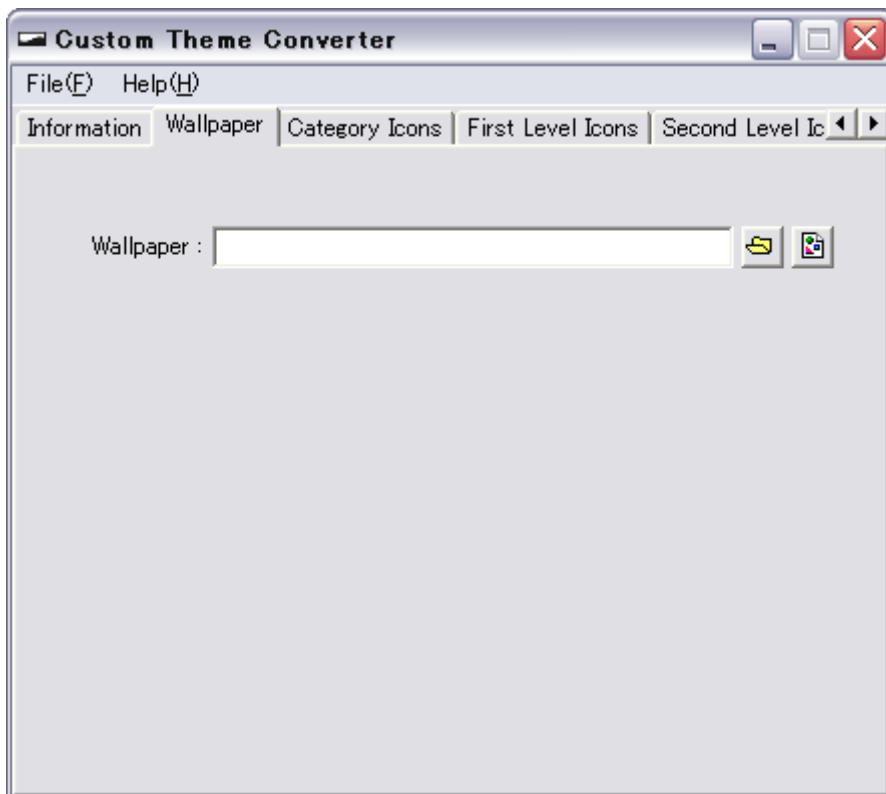 Custom Theme Converter
File(F) Help(H)
Information Wallpaper Category Icons First Level Icons Second Level Ic
Wallpaper :